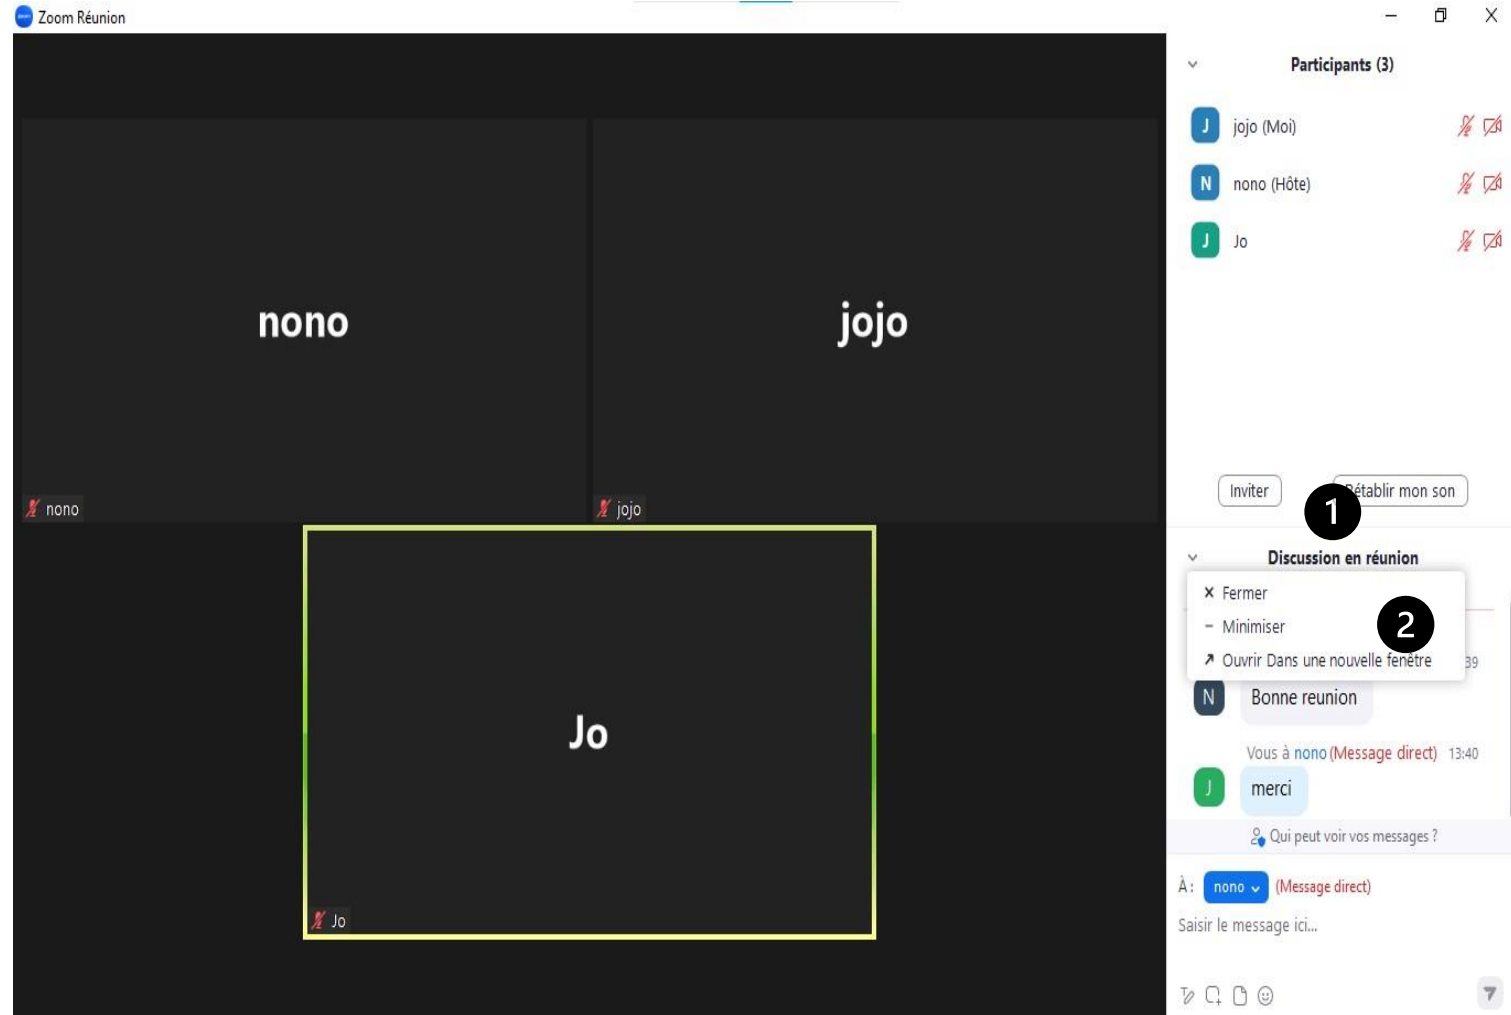 Zoom Réunion
Participants (3)
J jojo (Moi)
N nono (Hôte)
J Jo
nono
jojo
nono
jojo
Jo
Jo
Inviter
établir mon son
1
Discussion en réunion
Fermer
Minimiser
2
Ouvrir Dans une nouvelle fenêtre
39
N Bonne reunion
Vous à nono (Message direct) 13:40
J merci
Qui peut voir vos messages ?
À : nono (Message direct)
Saisir le message ici...